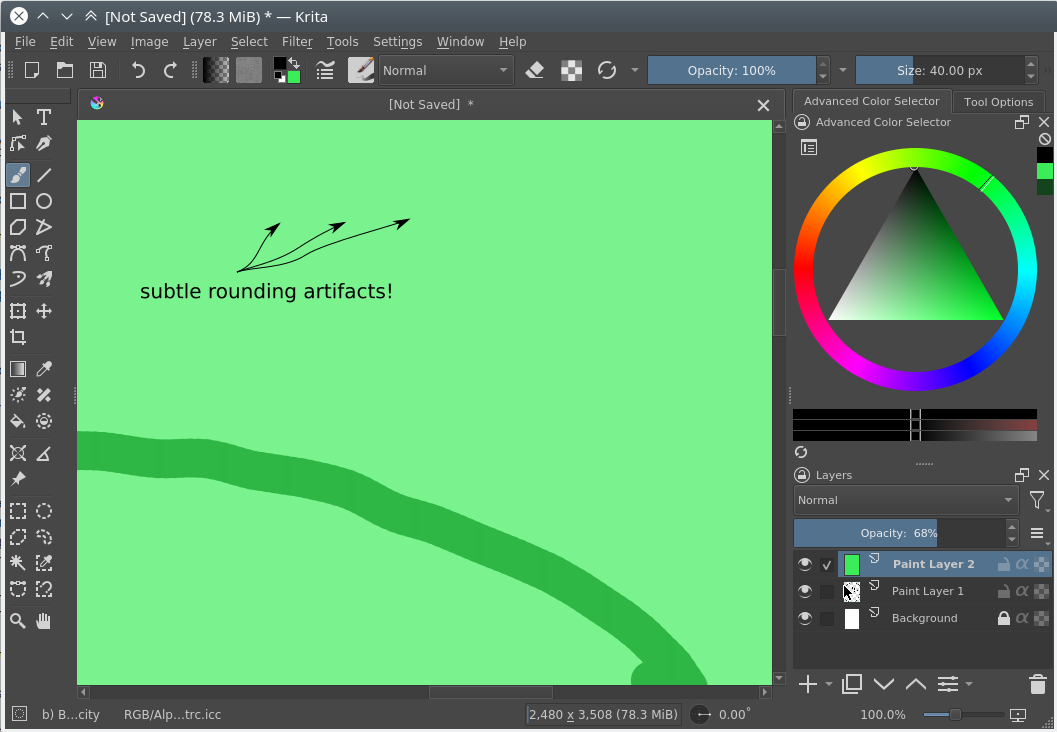 [Not Saved] (78.3 MiB) * — Krita
File Edit View Image Layer Select Filter Tools Settings Window Help
Normal
Opacity: 100%
Size: 40.00 px
[Not Saved] *
Advanced Color Selector
Tool Options
Advanced Color Selector
subtle rounding artifacts!
Layers
Normal
Opacity: 68%
Paint Layer 2
Paint Layer 1
Background
b) B...city
RGB/Alp...trc.icc
2,480 x 3,508 (78.3 MiB)
0.00°
100.0%